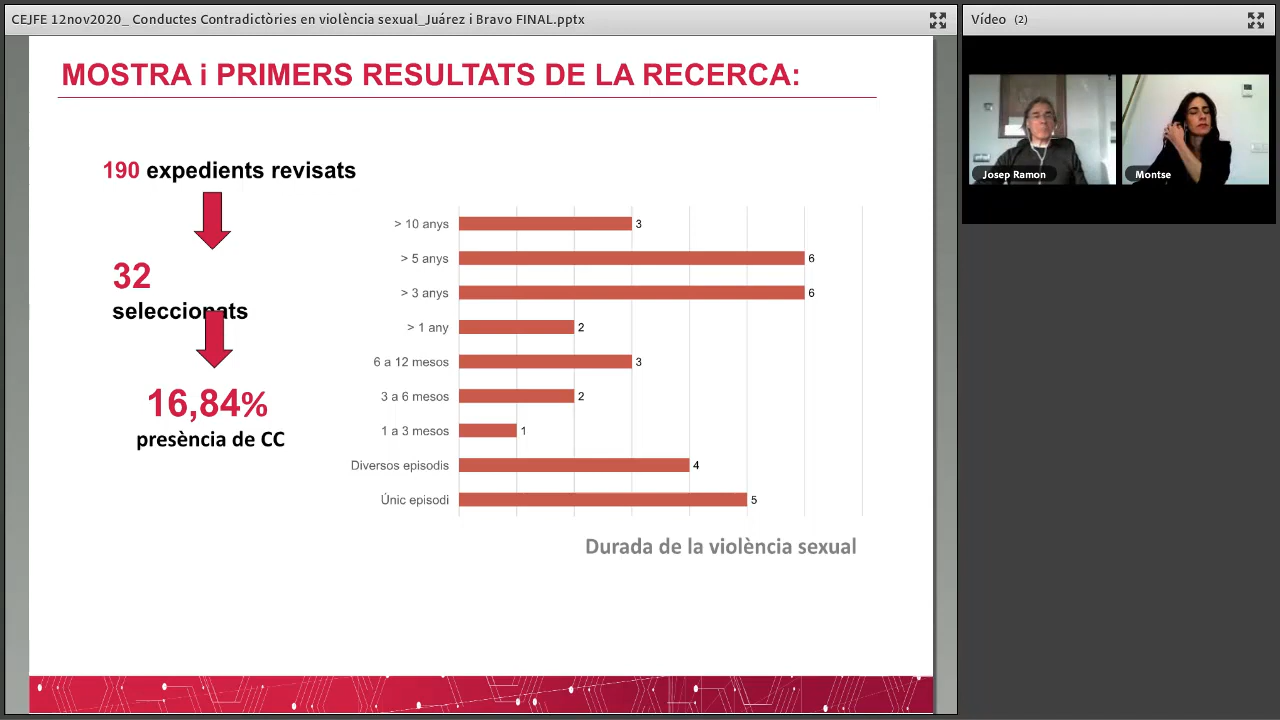 CEJFE 12nov2020_ Conductes Contradictòries en violència sexual_Juárez i Bravo FINAL.pptx
Vídeo (2)
Josep Ramon
Montse
MOSTRA i PRIMERS RESULTATS DE LA RECERCA:
190 expedients revisats
32
seleccionats
16,84%
presència de CC
> 10 anys 3
> 5 anys 6
> 3 anys 6
> 1 any 2
6 a 12 mesos 3
3 a 6 mesos 2
1 a 3 mesos 1
Diversos episodis 4
Únic episodi 5
Durada de la violència sexual